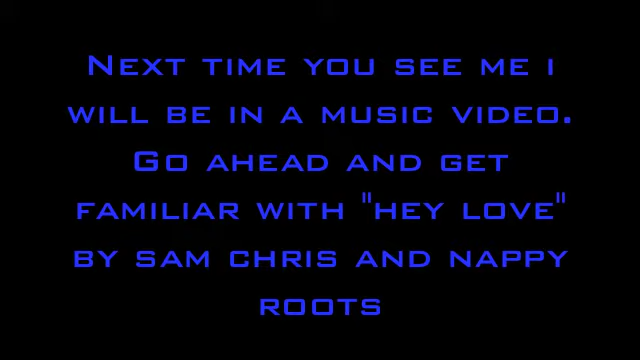 Next time you see me i
will be in a music video.
Go ahead and get
familiar with "hey love"
by sam chris and nappy
roots